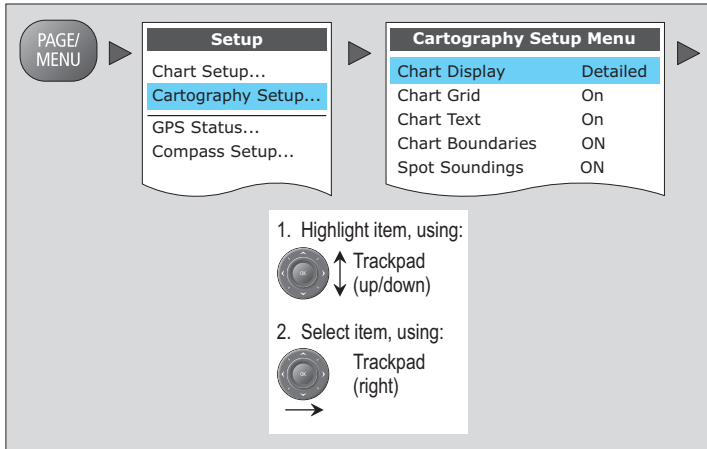 PAGE/
MENU
Setup
Chart Setup...
Cartography Setup...
GPS Status...
Compass Setup...
Cartography Setup Menu
Chart Display Detailed
Chart Grid On
Chart Text On
Chart Boundaries ON
Spot Soundings ON
1. Highlight item, using:
OK
Trackpad
(up/down)
2. Select item, using:
OK
Trackpad
(right)